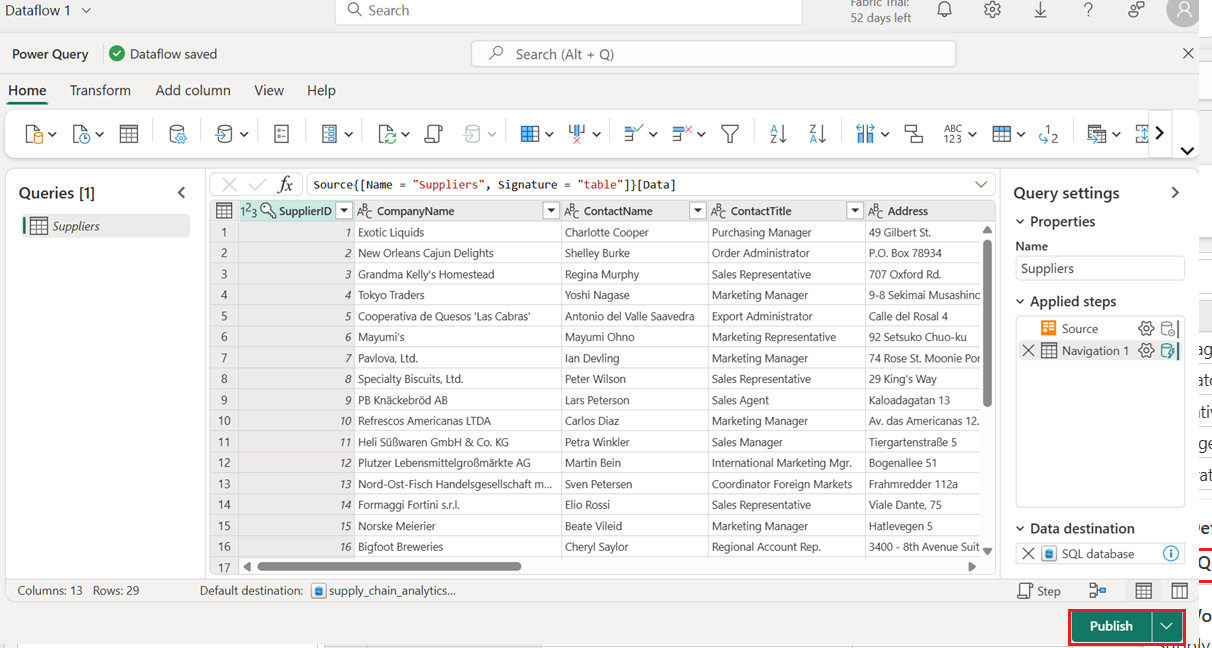 Dataflow 1
Search
Fabric Trial:
52 days left
Power Query
Dataflow saved
Search (Alt + Q)
Home Transform Add column View Help
Queries [1]
Suppliers
fx
Source{[Name = "Suppliers", Signature = "table"]}[Data]
SupplierID CompanyName ContactName ContactTitle Address
1 1 Exotic Liquids Charlotte Cooper Purchasing Manager 49 Gilbert St.
2 2 New Orleans Cajun Delights Shelley Burke Order Administrator P.O. Box 78934
3 3 Grandma Kelly's Homestead Regina Murphy Sales Representative 707 Oxford Rd.
4 4 Tokyo Traders Yoshi Nagase Marketing Manager 9-8 Sekimai Musashino
5 5 Cooperativa de Quesos 'Las Cabras' Antonio del Valle Saavedra Export Administrator Calle del Rosal 4
6 6 Mayumi's Mayumi Ohno Marketing Representative 92 Setsuko Chuo-ku
7 7 Pavlova, Ltd. Ian Devling Marketing Manager 74 Rose St. Moonie Por
8 8 Specialty Biscuits, Ltd. Peter Wilson Sales Representative 29 King's Way
9 9 PB Knäckebröd AB Lars Peterson Sales Agent Kaloadagatan 13
10 10 Refrescos Americanas LTDA Carlos Diaz Marketing Manager Av. das Americanas 12.
11 11 Heli Süßwaren GmbH & Co. KG Petra Winkler Sales Manager Tiergartenstraße 5
12 12 Plutzer Lebensmittelgroßmärkte AG Martin Bein International Marketing Mgr. Bogenallee 51
13 13 Nord-Ost-Fisch Handelsgesellschaft m... Sven Petersen Coordinator Foreign Markets Frahmredder 112a
14 14 Formaggi Fortini s.r.l. Elio Rossi Sales Representative Viale Dante, 75
15 15 Norske Meierier Beate Vileid Marketing Manager Hatlevegen 5
16 16 Bigfoot Breweries Cheryl Saylor Regional Account Rep. 3400 - 8th Avenue Suit
17
Query settings
Properties
Name
Suppliers
Applied steps
Source
Navigation 1
Data destination
SQL database
Columns: 13 Rows: 29
Default destination: supply_chain_analytics...
Step
Publish